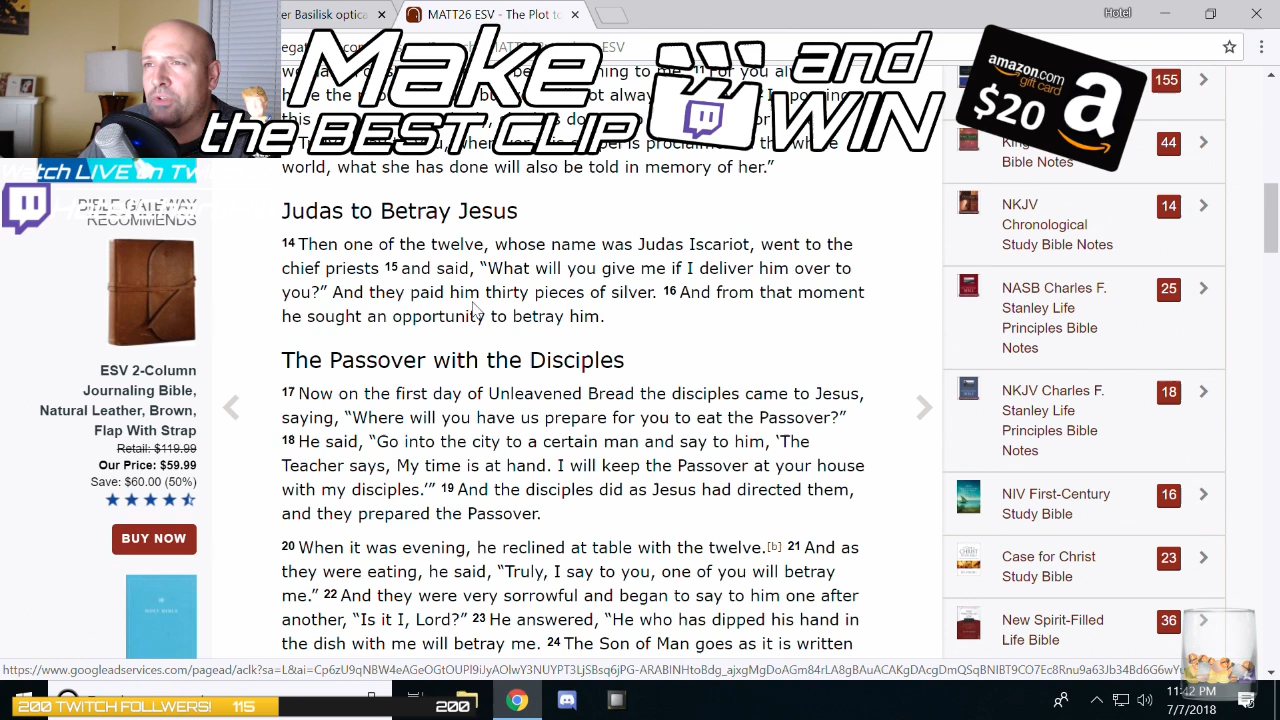 er Basilisk optica
MATT26 ESV - The Plot to
Hotel
ESV
Make
the BEST CLIP
and
WIN
amazon.com
gift card
$20
a
world, what she has done will also be told in memory of her.”
Watch LIVE on Tw
BIBLE GATEWAY
RECOMMENDS
ESV 2-Column
Journaling Bible,
Natural Leather, Brown,
Flap With Strap
Retail: $119.99
Our Price: $59.99
Save: $60.00 (50%)
BUY NOW
HOLY BIBLE
Judas to Betray Jesus
14 Then one of the twelve, whose name was Judas Iscariot, went to the
chief priests 15 and said, “What will you give me if I deliver him over to
you?” And they paid him thirty pieces of silver. 16 And from that moment
he sought an opportunity to betray him.
The Passover with the Disciples
17 Now on the first day of Unleavened Bread the disciples came to Jesus,
saying, “Where will you have us prepare for you to eat the Passover?”
18 He said, “Go into the city to a certain man and say to him, ‘The
Teacher says, My time is at hand. I will keep the Passover at your house
with my disciples.’” 19 And the disciples did as Jesus had directed them,
and they prepared the Passover.
20 When it was evening, he reclined at table with the twelve.[b] 21 And as
they were eating, he said, “Truly, I say to you, one of you will betray
me.” 22 And they were very sorrowful and began to say to him one after
another, “Is it I, Lord?” 23 He answered, “He who has dipped his hand in
the dish with me will betray me. 24 The Son of Man goes as it is written
155
Bible Notes 44
NKJV 14
Chronological
Study Bible Notes
NASB Charles F. 25
Stanley Life
Principles Bible
Notes
NKJV Charles F. 18
Stanley Life
Principles Bible
Notes
NIV First-Century 16
Study Bible
Case for Christ 23
Study Bible
New Spirit-Filled 36
Life Bible
11:42 PM
7/7/2018
200 TWITCH FOLLWERS! 115 200